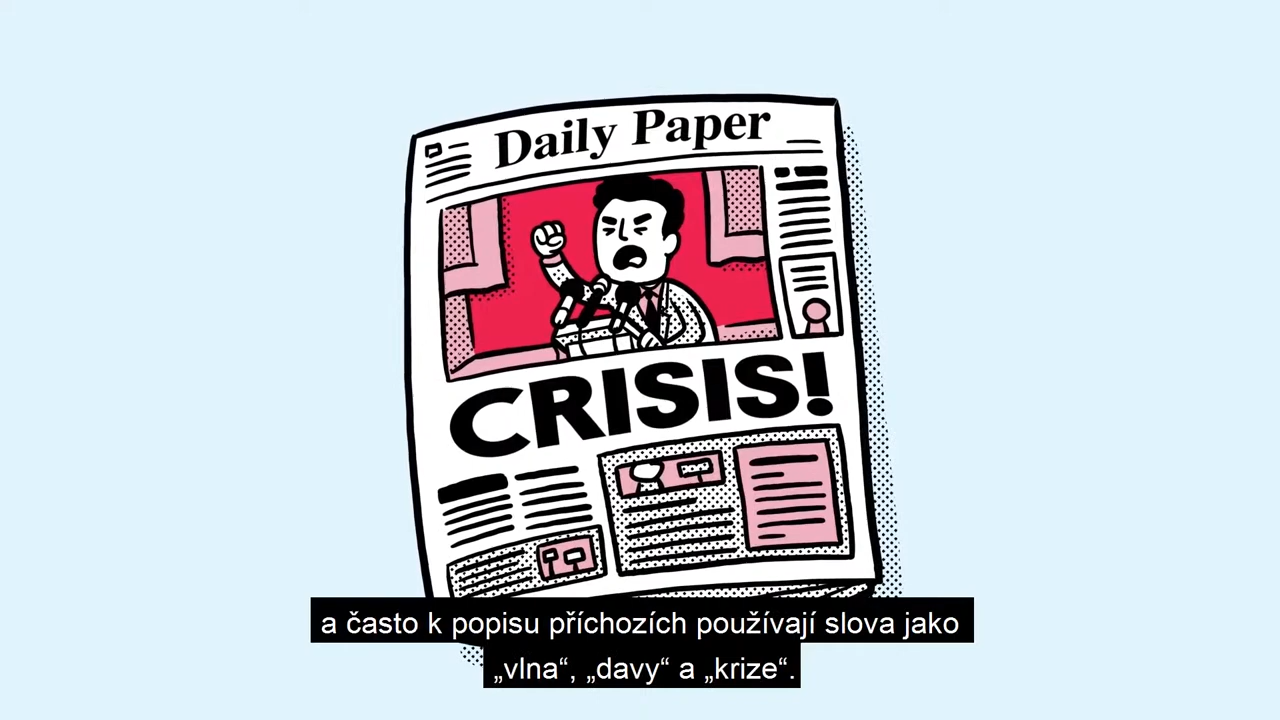 Daily Paper
CRISIS!
a často k popisu příchozích používají slova jako
„vlna“, „davy“ a „krize“.